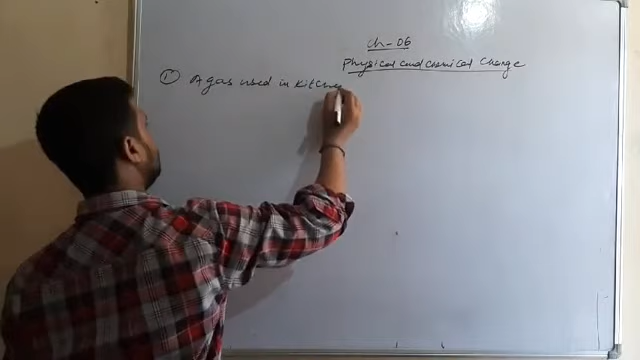 Ch-06
Physical and chemical Change
① A gas used in kitchen